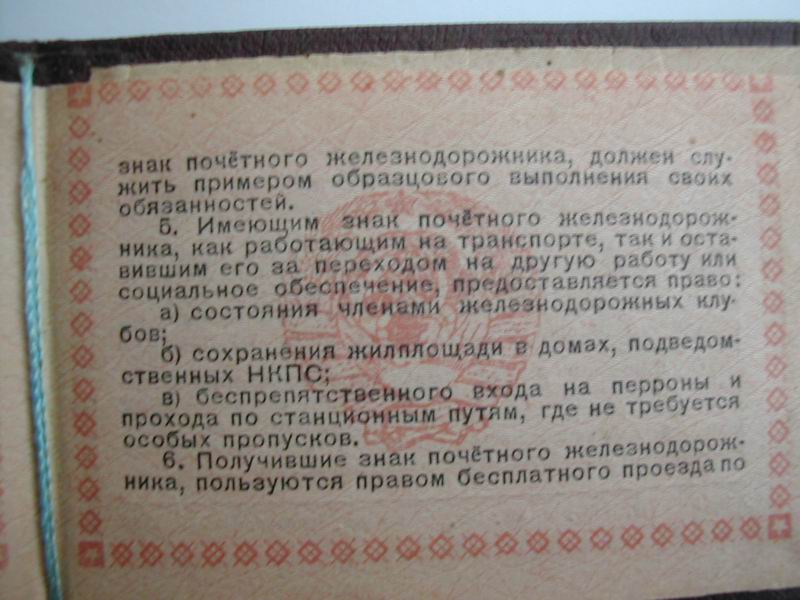 знак почётного железнодорожника, должен слу-
жить примером образцового выполнения своих
обязанностей.
5. Имеющим знак почётного железнодорож-
ника, как работающим на транспорте, так и оста-
вившим его за переходом на другую работу или
социальное обеспечение, предоставляется право:
а) состояния членами железнодорожных клу-
бов;
б) сохранения жилплощади в домах, подведом-
ственных НКПС;
в) беспрепятственного входа на перроны и
прохода по станционным путям, где не требуется
особых пропусков.
6. Получившие знак почётного железнодорож-
ника, пользуются правом бесплатного проезда по